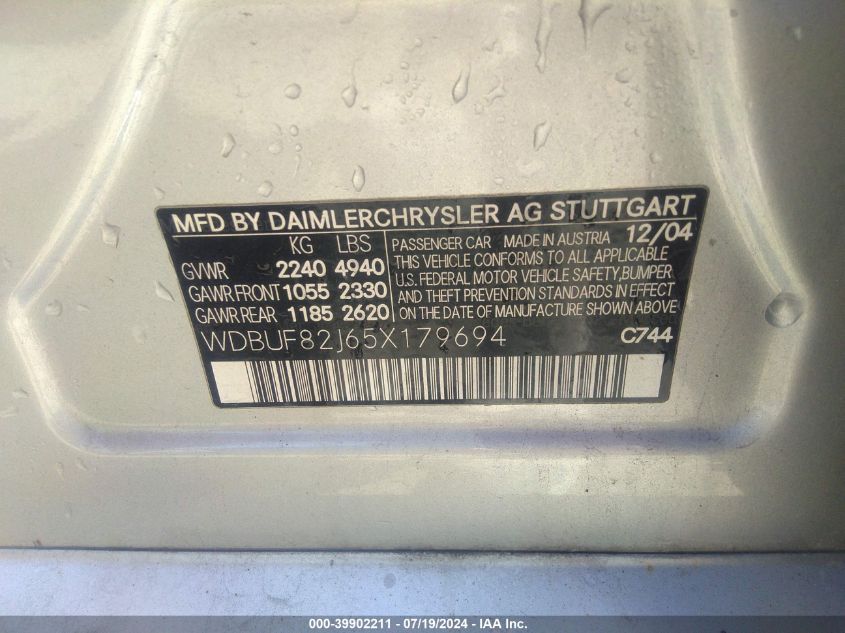 MFD BY DAIMLERCHRYSLER AG STUTTGART
KG LBS
GVWR 2240 4940
GAWR FRONT 1055 2330
GAWR REAR 1185 2620
PASSENGER CAR MADE IN AUSTRIA 12/04
THIS VEHICLE CONFORMS TO ALL APPLICABLE
U.S. FEDERAL MOTOR VEHICLE SAFETY, BUMPER
AND THEFT PREVENTION STANDARDS IN EFFECT
ON THE DATE OF MANUFACTURE SHOWN ABOVE
WDBUF82J65X179694 C744
000-39902211 - 07/19/2024 - IAA Inc.